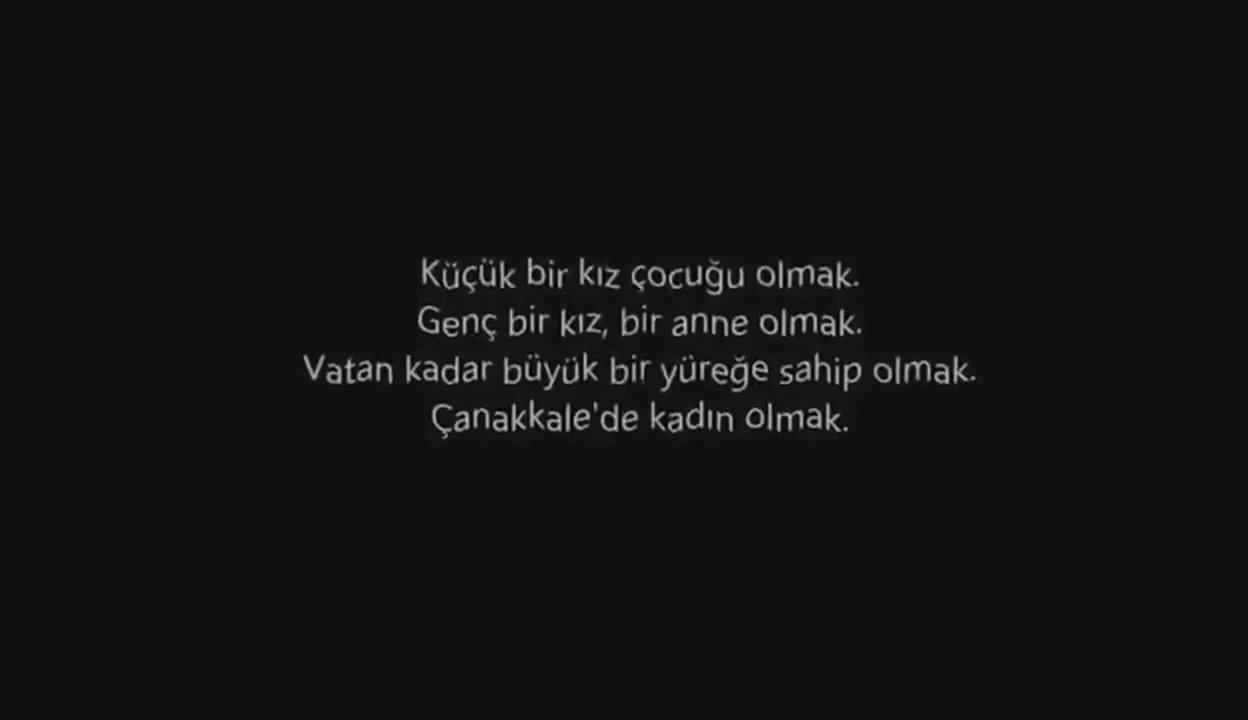 Küçük bir kız çocuğu olmak.
Genç bir kız, bir anne olmak.
Vatan kadar büyük bir yüreğe sahip olmak.
Çanakkale'de kadın olmak.